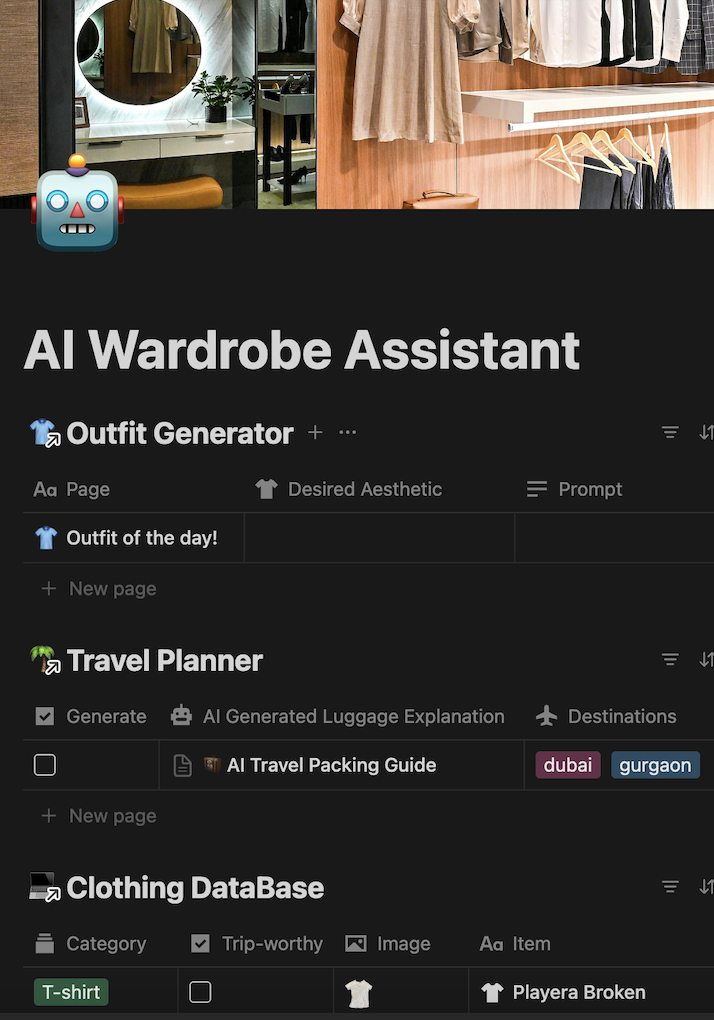 AI Wardrobe Assistant
Outfit Generator
Page Desired Aesthetic Prompt
Outfit of the day!
New page
Travel Planner
Generate AI Generated Luggage Explanation Destinations
AI Travel Packing Guide dubai gurgaon
New page
Clothing DataBase
Category Trip-worthy Image Aa Item
T-shirt Playera Broken